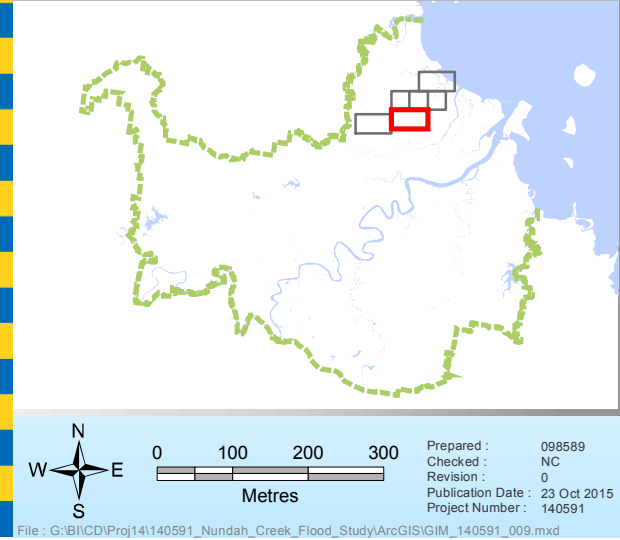 N
W E
S
0 100 200 300
Metres
Prepared : 098589
Checked : NC
Revision : 0
Publication Date : 23 Oct 2015
Project Number : 140591
File : G:\BI\CD\Proj14\140591_Nundah_Creek_Flood_Study\ArcGIS\GIM_140591_009.mxd